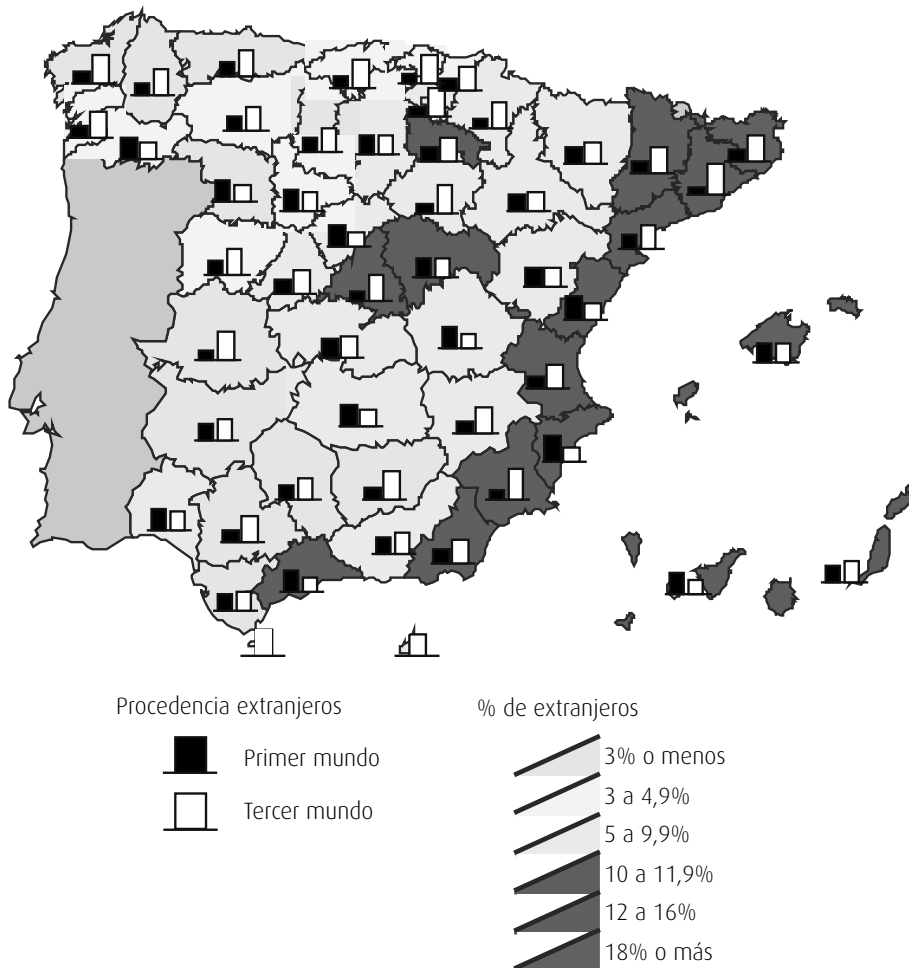 Procedencia extranjeros
Primer mundo
Tercer mundo
% de extranjeros
3% o menos
3 a 4,9%
5 a 9,9%
10 a 11,9%
12 a 16%
18% o más